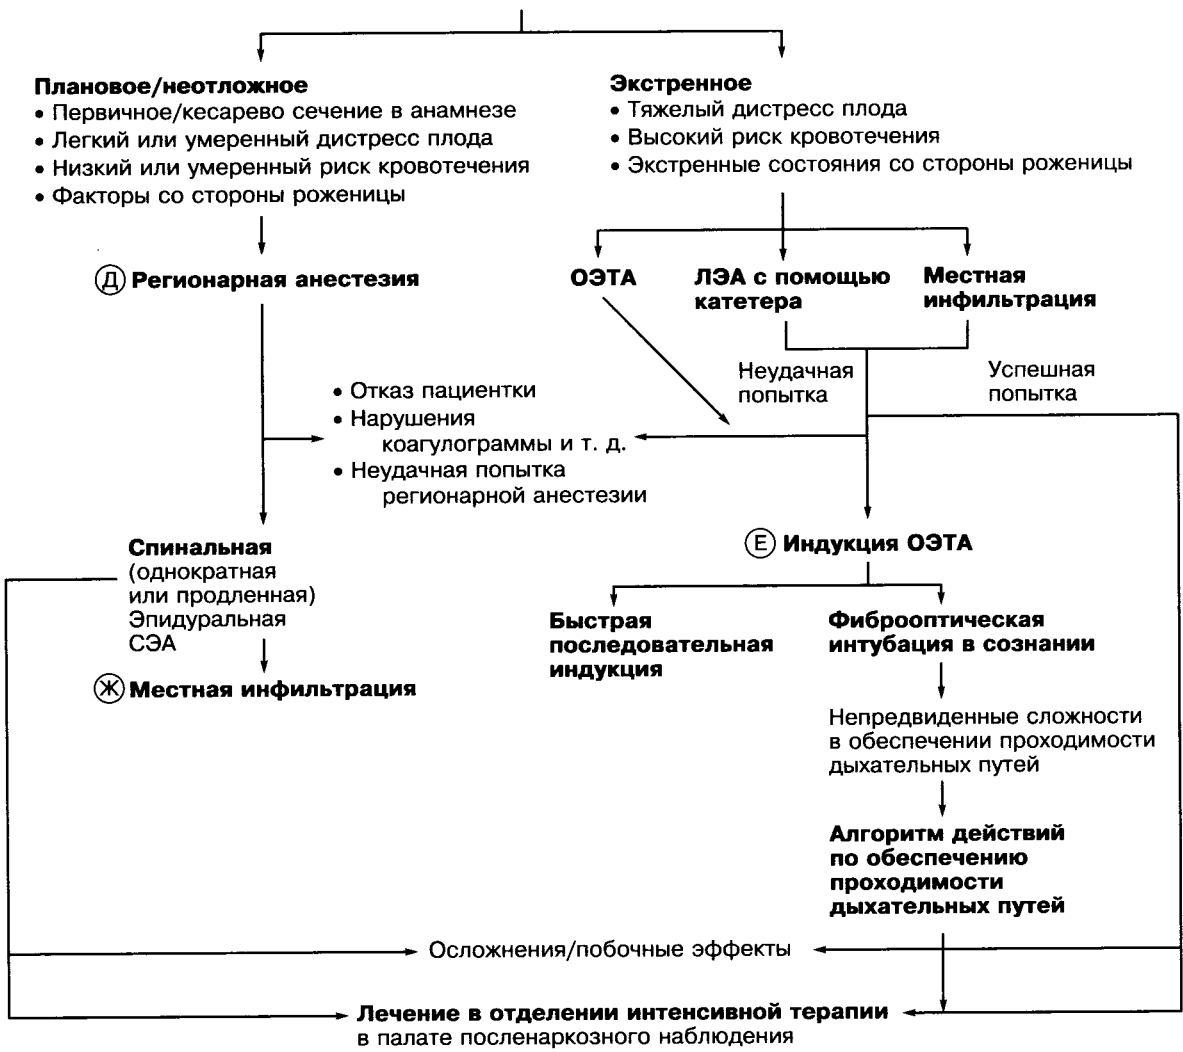 Плановое/неотложное
• Первичное/кесарево сечение в анамнезе
• Легкий или умеренный дистресс плода
• Низкий или умеренный риск кровотечения
• Факторы со стороны роженицы
Экстренное
• Тяжелый дистресс плода
• Высокий риск кровотечения
• Экстренные состояния со стороны роженицы
Д Регионарная анестезия
ОЭТА
ЛЭА с помощью
катетера
Местная
инфильтрация
Неудачная
попытка
Успешная
попытка
• Отказ пациентки
• Нарушения
коагулограммы и т. д.
• Неудачная попытка
регионарной анестезии
Спинальная
(однократная
или продленная)
Эпидуральная
СЭА
Ж Местная инфильтрация
Е Индукция ОЭТА
Быстрая
последовательная
индукция
Фиброоптическая
интубация в сознании
Непредвиденные сложности
в обеспечении проходимости
дыхательных путей
Алгоритм действий
по обеспечению
проходимости
дыхательных путей
Осложнения/побочные эффекты
Лечение в отделении интенсивной терапии
в палате посленаркозного наблюдения